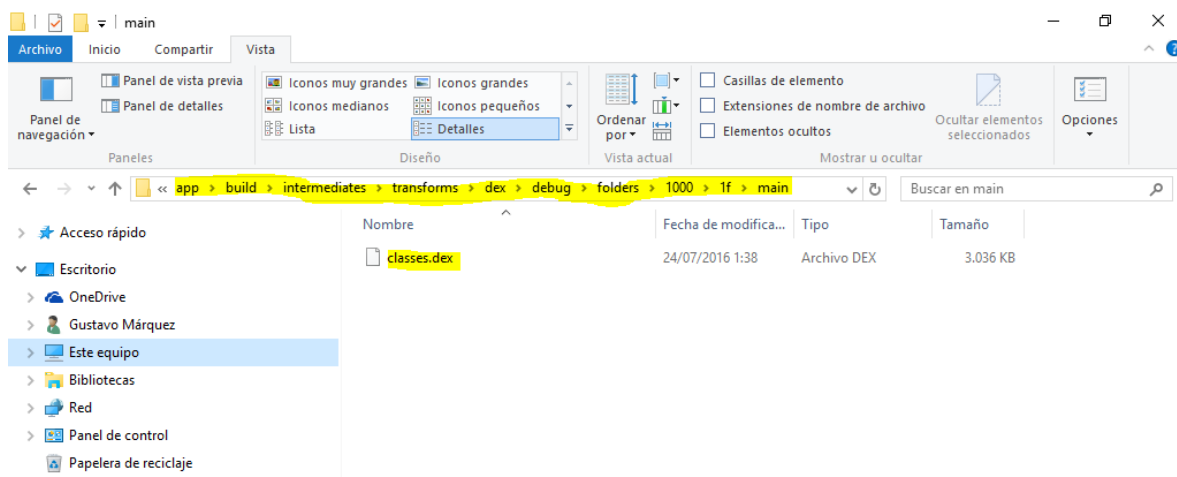 main
Archivo Inicio Compartir Vista
Panel de navegación
Panel de vista previa
Panel de detalles
Paneles
Iconos muy grandes Iconos grandes
Iconos medianos Iconos pequeños
Lista Detalles
Diseño
Ordenar por
Vista actual
Casillas de elemento
Extensiones de nombre de archivo
Elementos ocultos
Ocultar elementos seleccionados
Mostrar u ocultar
Opciones
« app > build > intermediates > transforms > dex > debug > folders > 1000 > 1f > main
Buscar en main
Acceso rápido
Escritorio
OneDrive
Gustavo Márquez
Este equipo
Bibliotecas
Red
Panel de control
Papelera de reciclaje
Nombre Fecha de modifica... Tipo Tamaño
classes.dex 24/07/2016 1:38 Archivo DEX 3.036 KB